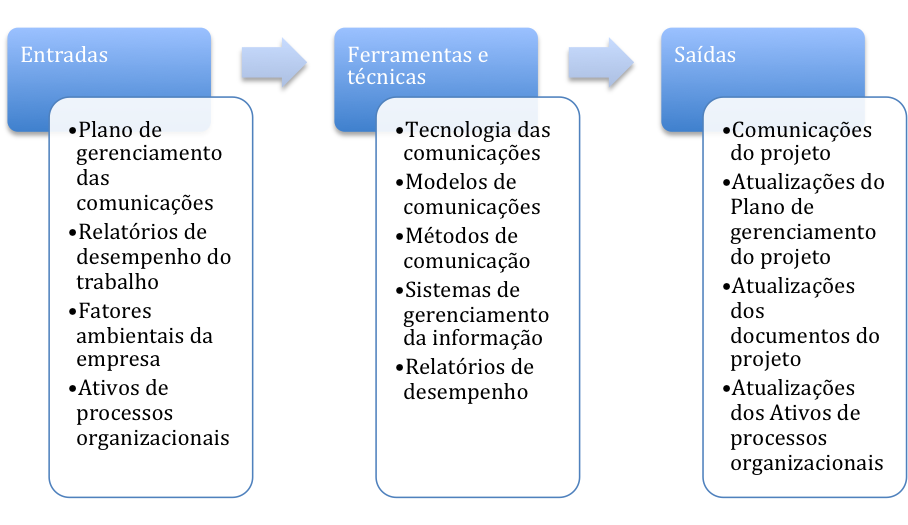 Entradas
•Plano de
gerenciamento
das
comunicações
•Relatórios de
desempenho do
trabalho
•Fatores
ambientais da
empresa
•Ativos de
processos
organizacionais
Ferramentas e
técnicas
•Tecnologia das
comunicações
•Modelos de
comunicações
•Métodos de
comunicação
•Sistemas de
gerenciamento
da informação
•Relatórios de
desempenho
Saídas
•Comunicações
do projeto
•Atualizações do
Plano de
gerenciamento
do projeto
•Atualizações
dos
documentos do
projeto
•Atualizações
dos Ativos de
processos
organizacionais